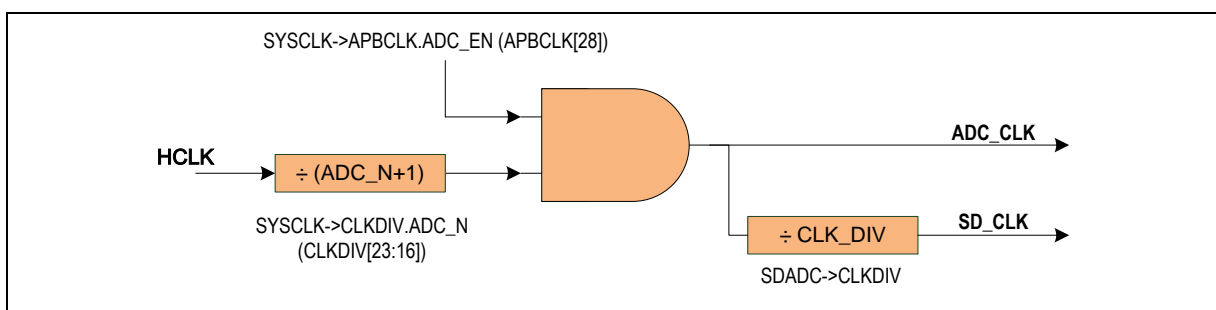 SYSCLK->APBCLK.ADC_EN (APBCLK[28])
ADC_CLK
HCLK
÷ (ADC_N+1)
SYSCLK->CLKDIV.ADC_N
(CLKDIV[23:16])
÷ CLK_DIV
SD_CLK
SDADC->CLKDIV